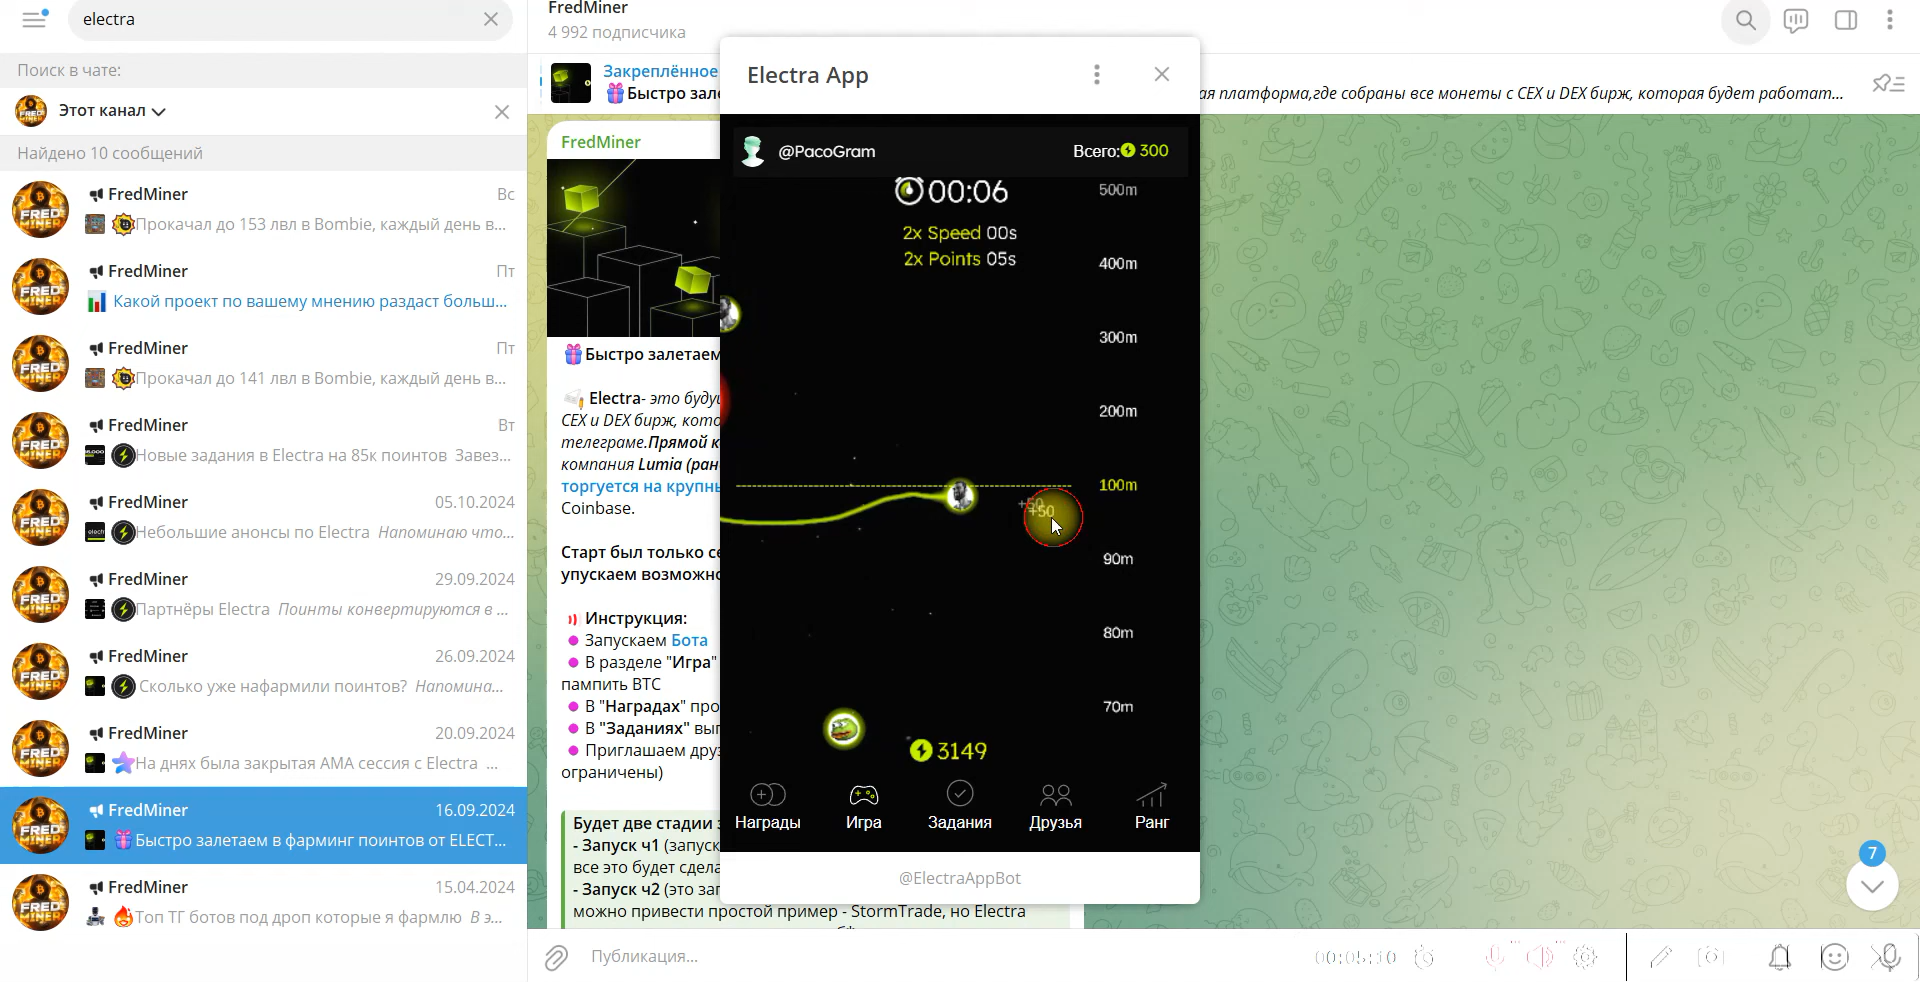 electra
Поиск в чате:
Этот канал
Найдено 10 сообщений
FredMiner Вс
Прокачал до 153 лвл в Bombie, каждый день в...
FredMiner Пт
Какой проект по вашему мнению раздаст больш...
FredMiner Пт
Прокачал до 141 лвл в Bombie, каждый день в...
FredMiner Вт
Новые задания в Electra на 85к поинтов Завез...
FredMiner 05.10.2024
Небольшие анонсы по Electra Напоминаю что...
FredMiner 29.09.2024
Партнёры Electra Поинты конвертируются в ...
FredMiner 26.09.2024
Сколько уже нафармили поинтов? Напомина...
FredMiner 20.09.2024
На днях была закрытая АМА сессия с Electra ...
FredMiner 16.09.2024
Быстро залетаем в фарминг поинтов от ELECT...
FredMiner 15.04.2024
Топ ТГ ботов под дроп которые я фармлю В э...
FredMiner
4 992 подписчика
Закреплённое
Быстро зале
ая платформа,где собраны все монеты с CEX и DEX бирж, которая будет работат...
FredMiner
Быстро залетаем
Electra- это буду
CEX и DEX бирж, кото
телеграме.Прямой к
компания Lumia (ран
торгуется на крупнь
Coinbase.
Старт был только се
упускаем возможно
Инструкция:
Запускаем Бота
В разделе "Игра"
пампить BTC
В "Наградах" про
В "Заданиях" вып
Приглашаем друз
ограничены)
Будет две стадии з
- Запуск ч1 (запуск
все это будет сдела
- Запуск ч2 (это зап
можно привести простой пример - StormTrade, но Electra
Electra App
@PacoGram
Всего: 300
00:06
2x Speed 00s
2x Points 05s
500m
400m
300m
200m
100m
90m
80m
70m
+50
+50
3149
Награды
Игра
Задания
Друзья
Ранг
@ElectraAppBot
7
Публикация...
00:05:10